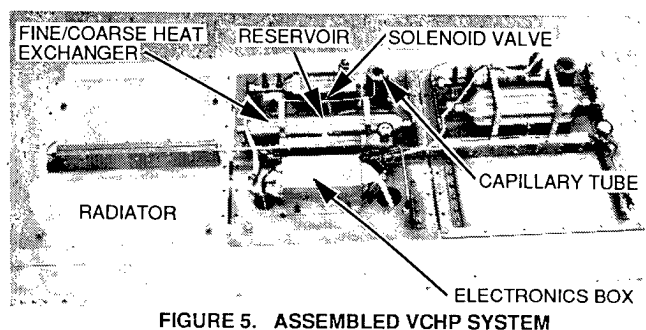 FINE/COARSE HEAT
EXCHANGER
RESERVOIR
SOLENOID VALVE
CAPILLARY TUBE
RADIATOR
ELECTRONICS BOX
FIGURE 5. ASSEMBLED VCHP SYSTEM